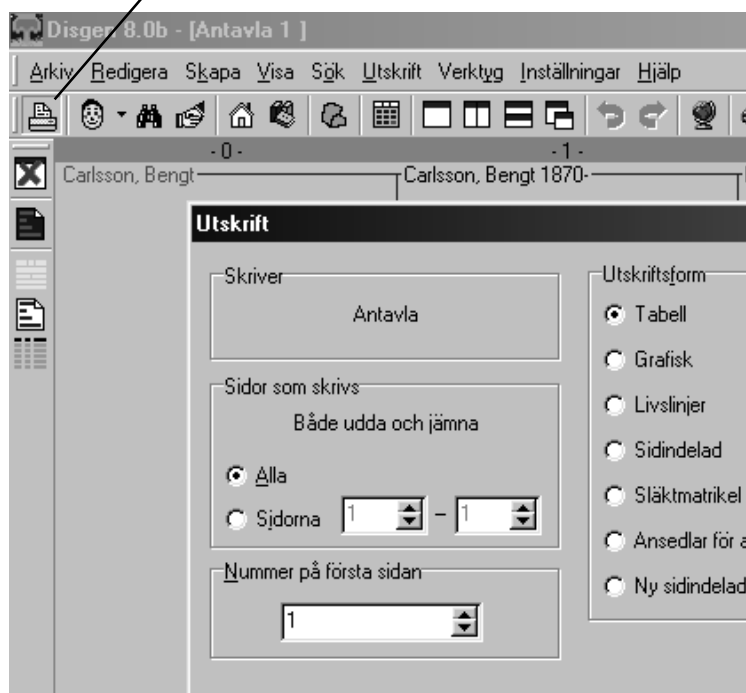 Disgen 8.0b - [Antavla 1 ]
Arkiv Redigera Skapa Visa Sök Utskrift Verktyg Inställningar Hjälp
- 0 - - 1 -
Carlsson, Bengt Carlsson, Bengt 1870-
Utskrift
Skriver
Antavla
Sidor som skrivs
Både udda och jämna
Alla
Sidorna 1 – 1
Nummer på första sidan
1
Utskriftsform
Tabell
Grafisk
Livslinjer
Sidindelad
Släktmatrikel
Ansedlar för
Ny sidindelad